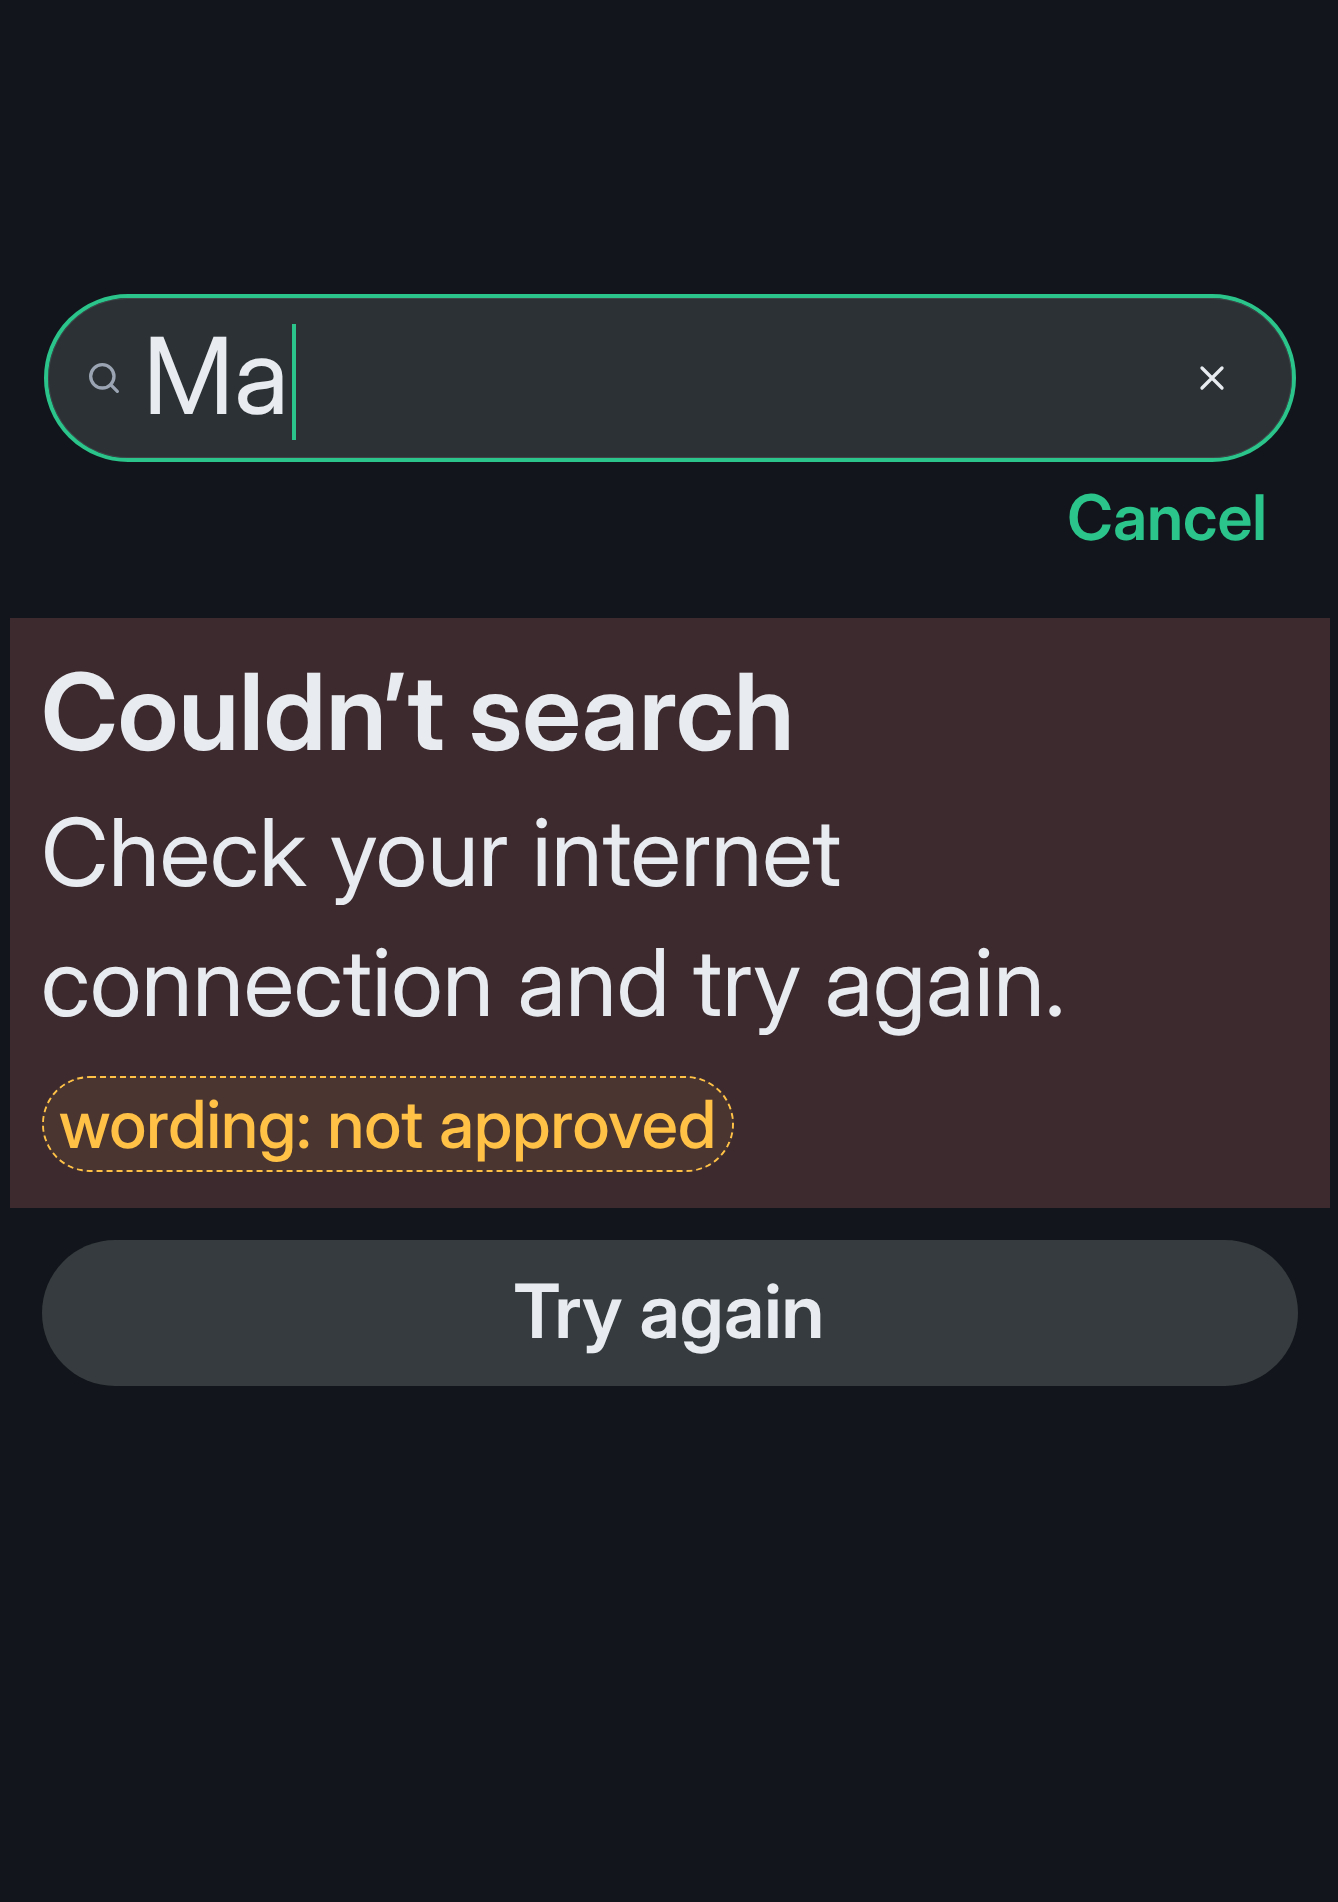 Ma
Cancel
Couldn’t search
Check your internet
connection and try again.
wording: not approved
Try again